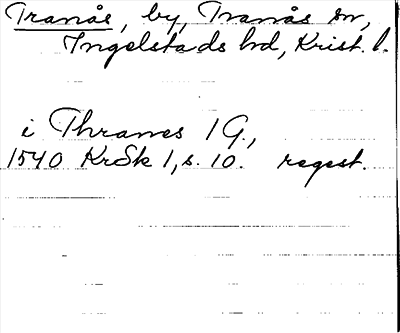 Tranås, by, Tranås sn,
Ingelstads hd, Krist. l.
i Thranes 1 G.,
1540 KrSk 1, s. 10. regest.